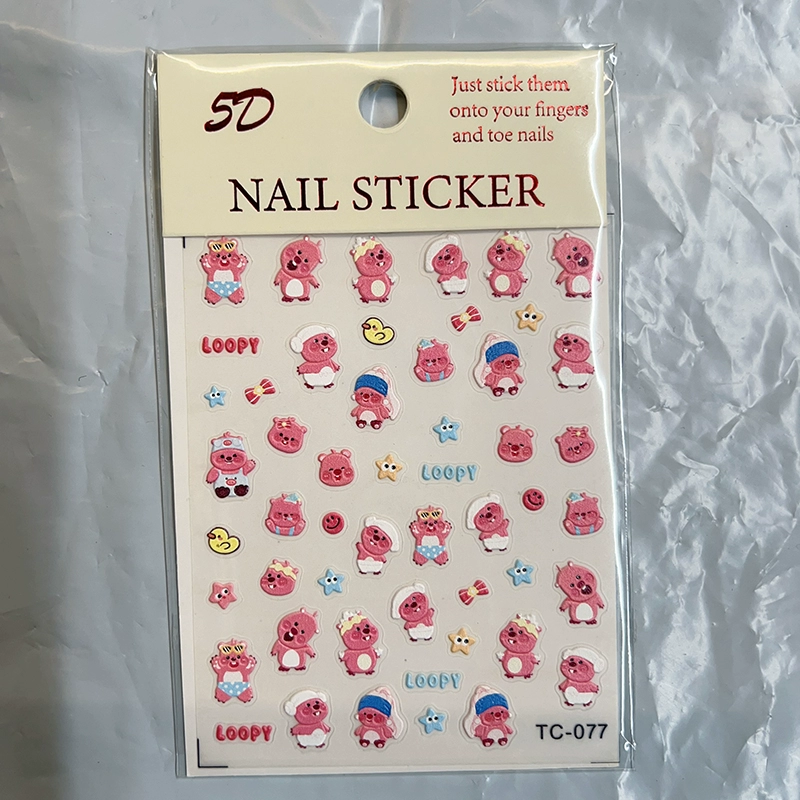 5D
Just stick them
onto your fingers
and toe nails
NAIL STICKER
LOOPY
LOOPY
LOOPY
LOOPY
TC-077